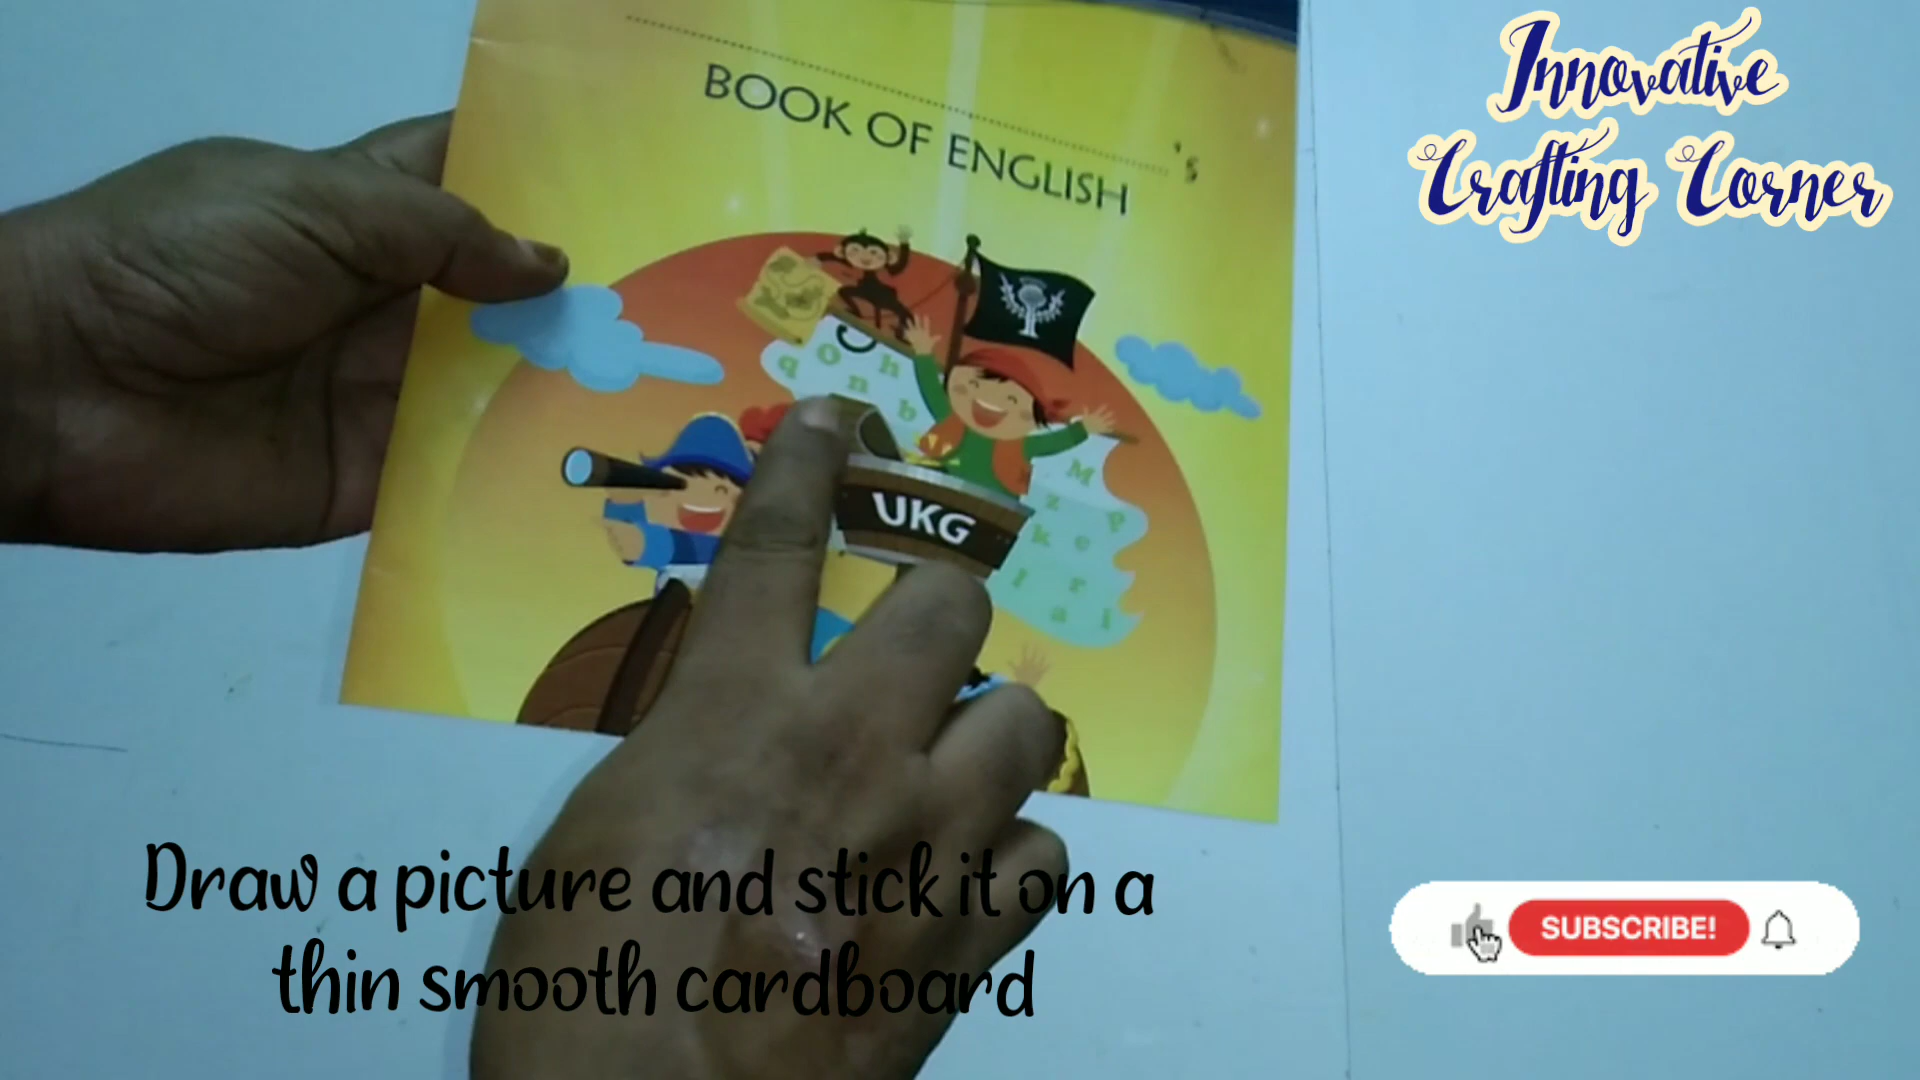 Innovative
Crafting Corner
's
BOOK OF ENGLISH
q o h
n
b
M
z P
k e
l r
a i
UKG
Draw a picture and stick it on a
thin smooth cardboard
SUBSCRIBE!